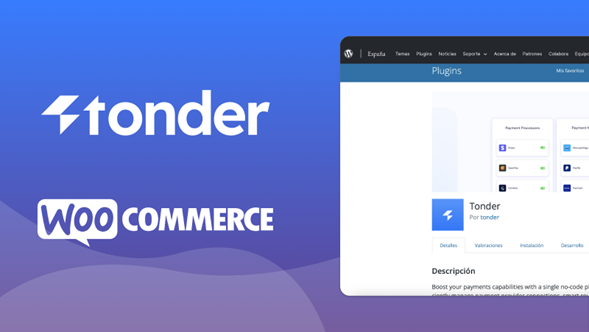 tonder
WOO COMMERCE
España
Temas Plugins Noticias Soporte Acerca de Patrones Colabora
Plugins
Mis favoritos
Payment Processors
Tonder
Por tonder
Detalles Valoraciones Instalación Desarrollo
Descripción
Boost your payments capabilities with a single no-code